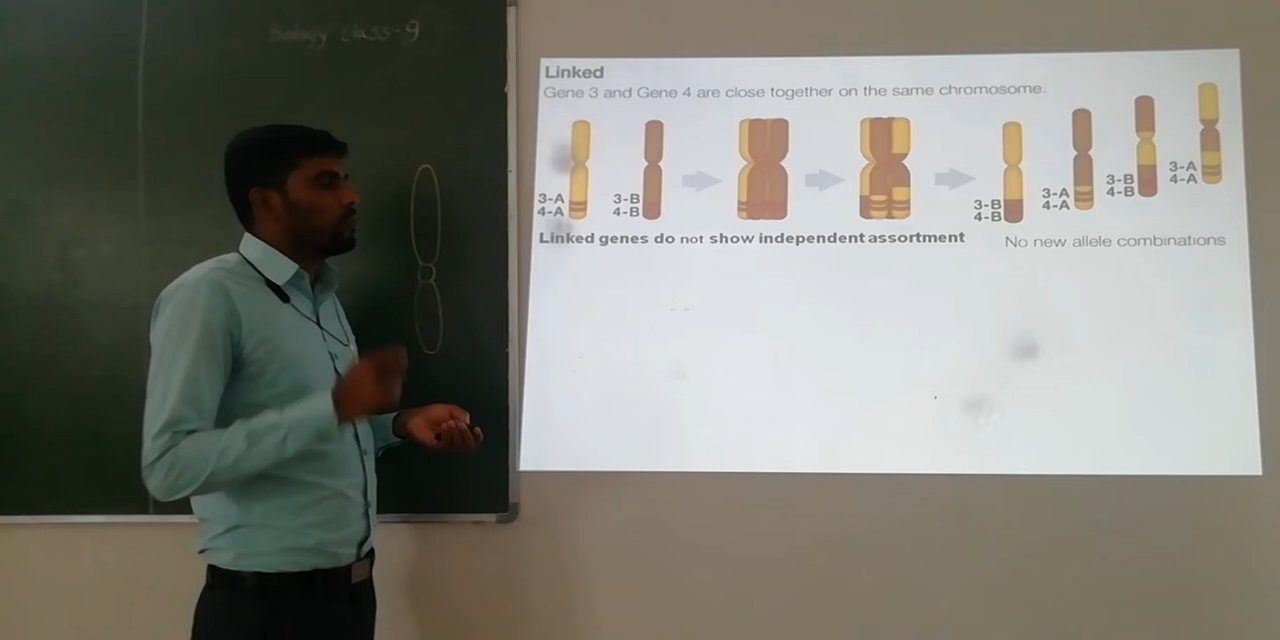 Biology class-9
Linked
Gene 3 and Gene 4 are close together on the same chromosome.
3-A
4-A
3-B
4-B
3-B
4-B
3-A
4-A
3-B
4-B
3-A
4-A
Linked genes do not show independent assortment
No new allele combinations